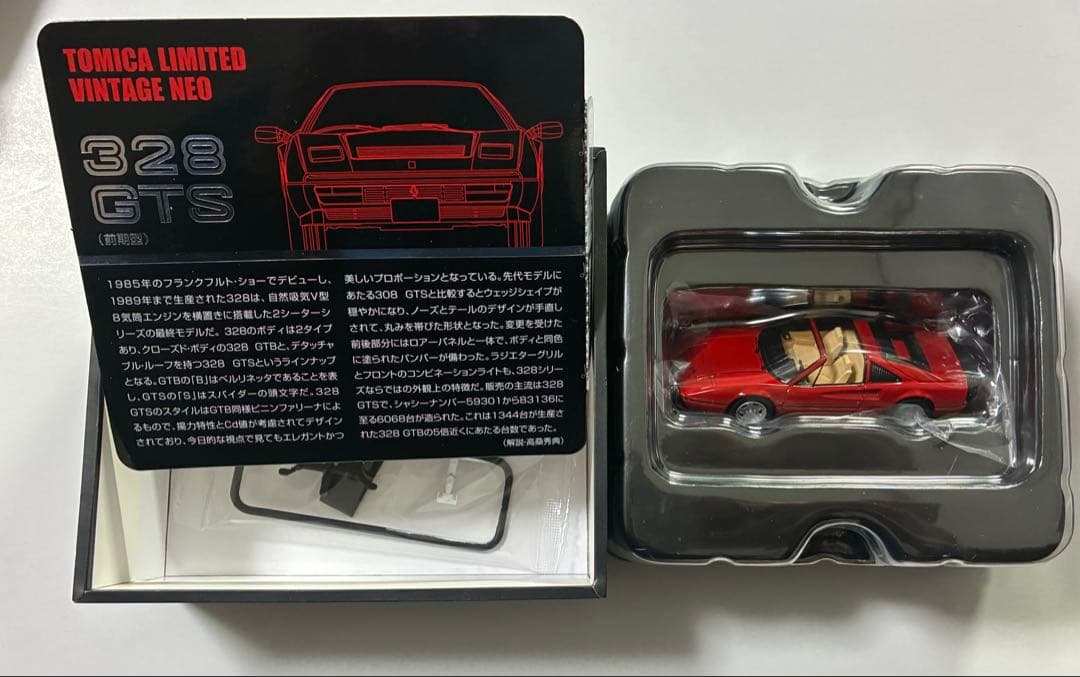 TOMICA LIMITED
VINTAGE NEO
328
GTS
(前期型)
1985年のフランクフルト・ショーでデビューし、
1989年まで生産された328は、自然吸気V型
8気筒エンジンを横置きに搭載した2シーターシ
リーズの最終モデルだ。328のボディは2タイプ
あり、クローズド・ボディの328 GTBと、デタッチャ
ブル・ルーフを持つ328 GTSというラインナップ
となる。GTBの「B」はベルリネッタであることを表
し、GTSの「S」はスパイダーの頭文字だ。328
GTSのスタイルはGTB同様ピニンファリーナによ
るもので、揚力特性とCd値が考慮されてデザイン
されており、今日的な視点で見てもエレガントかつ
美しいプロポーションとなっている。先代モデルに
あたる308 GTSと比較するとウェッジシェイプが
穏やかになり、ノーズとテールのデザインが手直し
されて、丸みを帯びた形状となった。変更を受けた
前後部分にはロアーパネルと一体で、ボディと同色
に塗られたバンパーが備わった。ラジエターグリル
とフロントのコンビネーションライトも、328シリー
ズならではの外観上の特徴だ。販売の主流は328
GTSで、シャシーナンバー59301から83136に
至る6068台が造られた。これは1344台が生産さ
れた328 GTBの5倍近くにあたる台数であった。
(解説・高桑秀典)